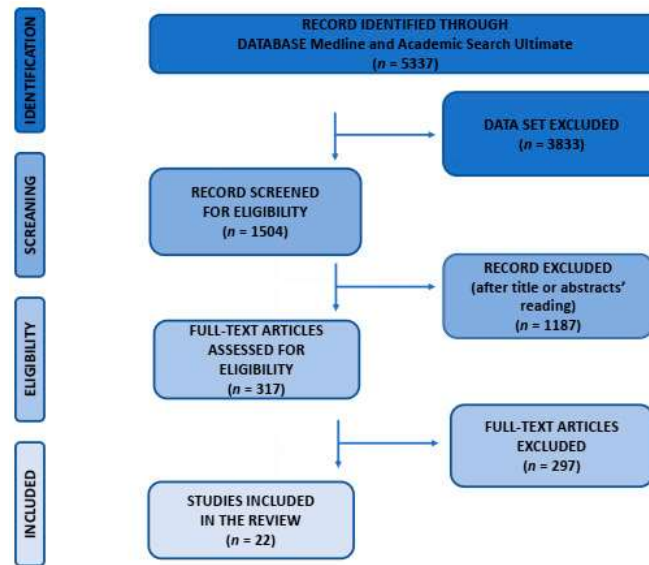 IDENTIFICATION
RECORD IDENTIFIED THROUGH
DATABASE Medline and Academic Search Ultimate
(n = 5337)
DATA SET EXCLUDED
(n = 3833)
SCREANING
RECORD SCREENED
FOR ELIGIBILITY
(n = 1504)
RECORD EXCLUDED
(after title or abstracts'
reading)
n = 1187)
ELIGIBILITY
FULL-TEXT ARTICLES
ASSESSED FOR
ELIGIBILITY
(n = 317)
FULL-TEXT ARTICLES
EXCLUDED
(n = 297)
INCLUDED
STUDIES INCLUDED
IN THE REVIEW
(n = 22)